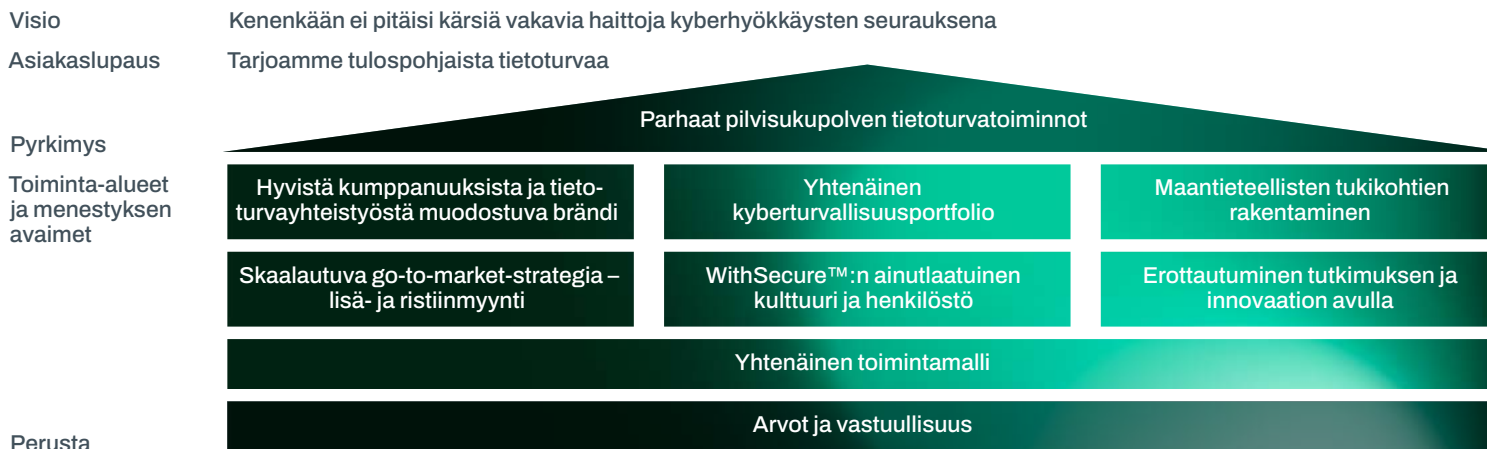 Visio
Kenenkään ei pitäisi kärsiä vakavia haittoja kyberhyökkäysten seurauksena
Asiakaslupaus
Tarjoamme tulospohjaista tietoturvaa
Pyrkimys
Parhaat pilvisukupolven tietoturvatoiminnot
Toiminta-alueet
ja menestyksen
avaimet
Hyvistä kumppanuuksista ja tieto-
turvayhteistyöstä muodostuva brändi
Yhtenäinen
kyberturvallisuusportfolio
Maantieteellisten tukikohtien
rakentaminen
Skaalautuva go-to-market-strategia –
lisä- ja ristiinmyynti
WithSecure™:n ainutlaatuinen
kulttuuri ja henkilöstö
Erottautuminen tutkimuksen ja
innovaation avulla
Yhtenäinen toimintamalli
Perusta
Arvot ja vastuullisuus